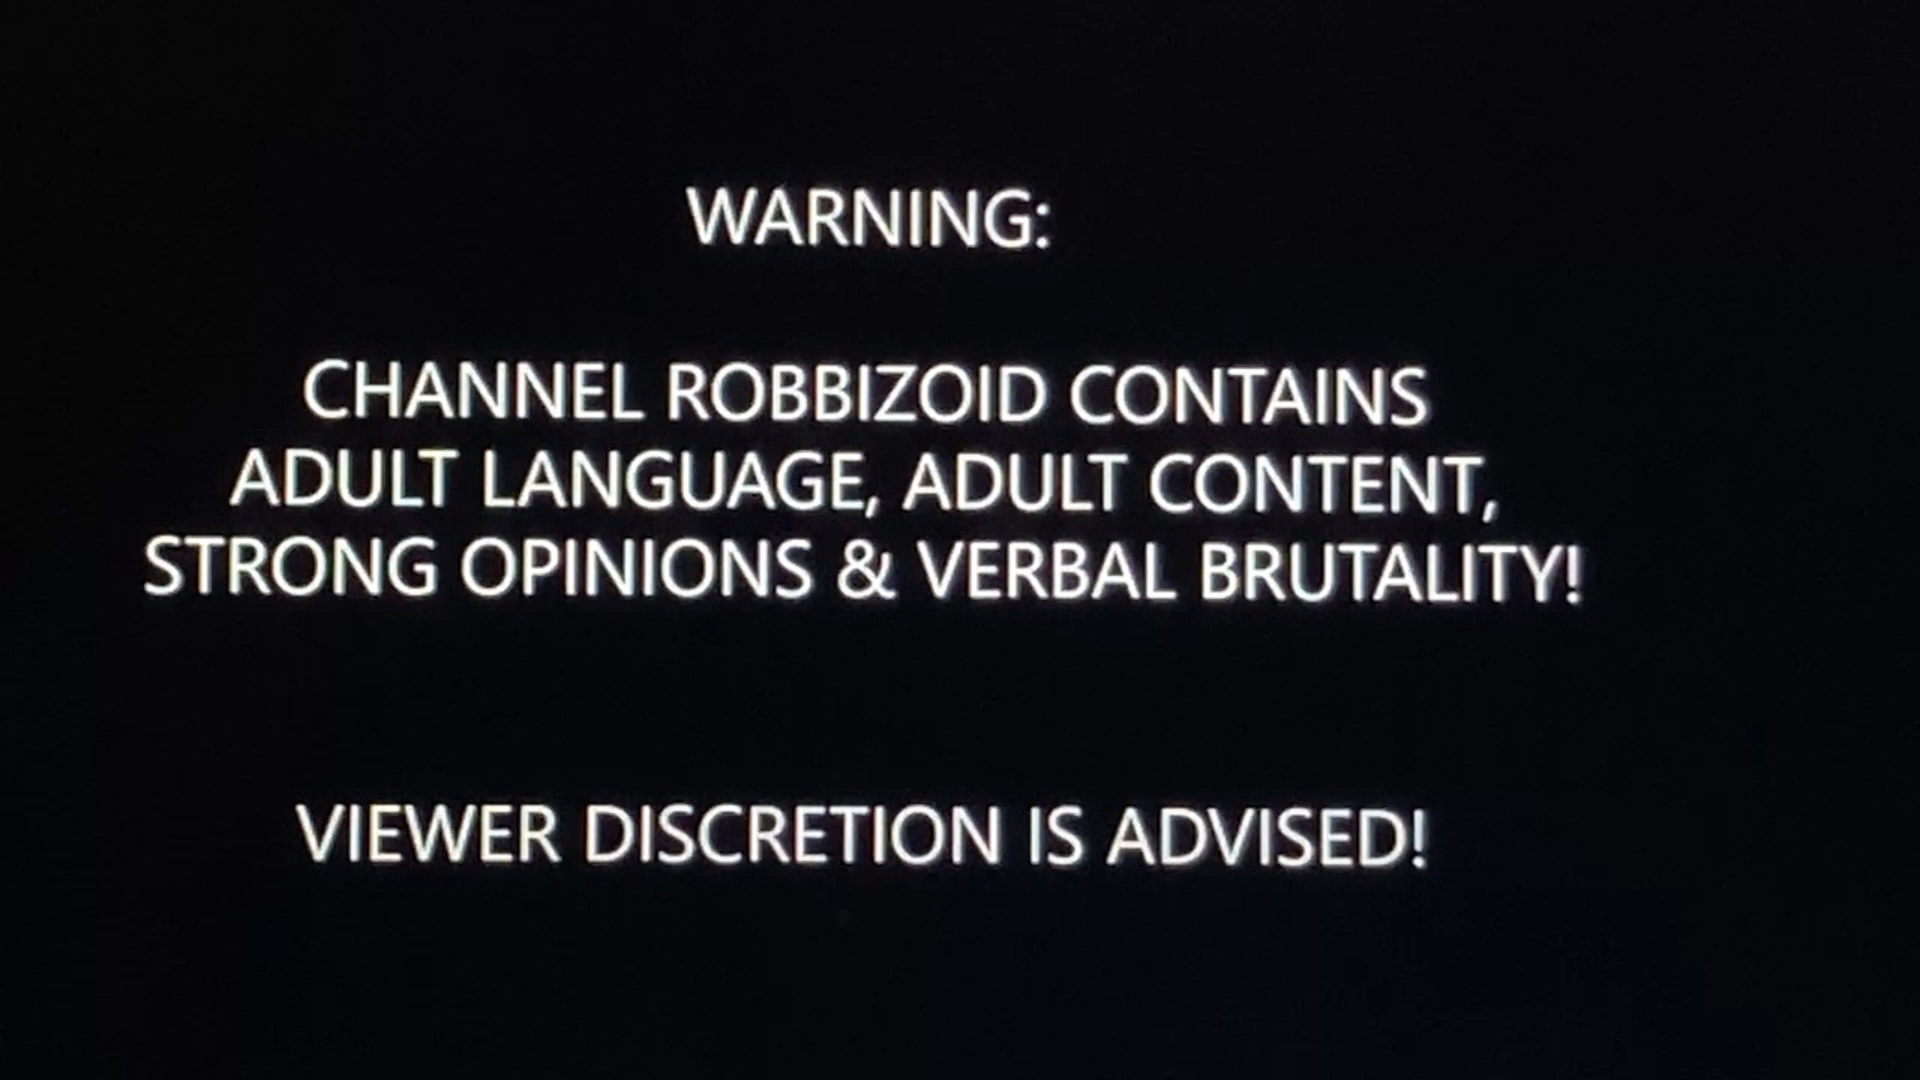 WARNING:
CHANNEL ROBBIZOID CONTAINS
ADULT LANGUAGE, ADULT CONTENT,
STRONG OPINIONS & VERBAL BRUTALITY!
VIEWER DISCRETION IS ADVISED!